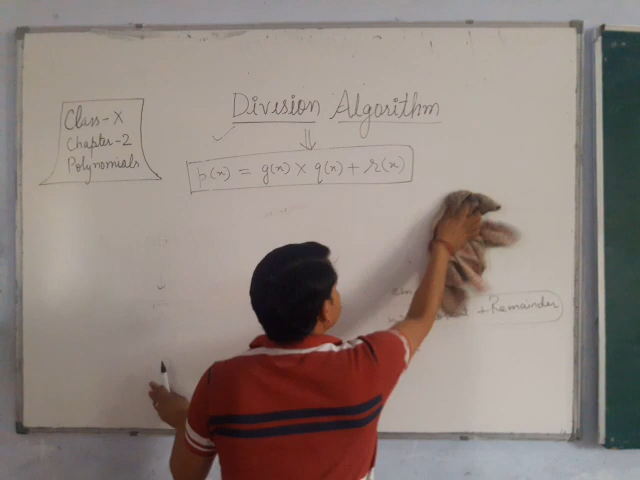 Division Algorithm
Class-X
Chapter-2
Polynomials
p(x) = g(x) × q(x) + r(x)
+ Remainder